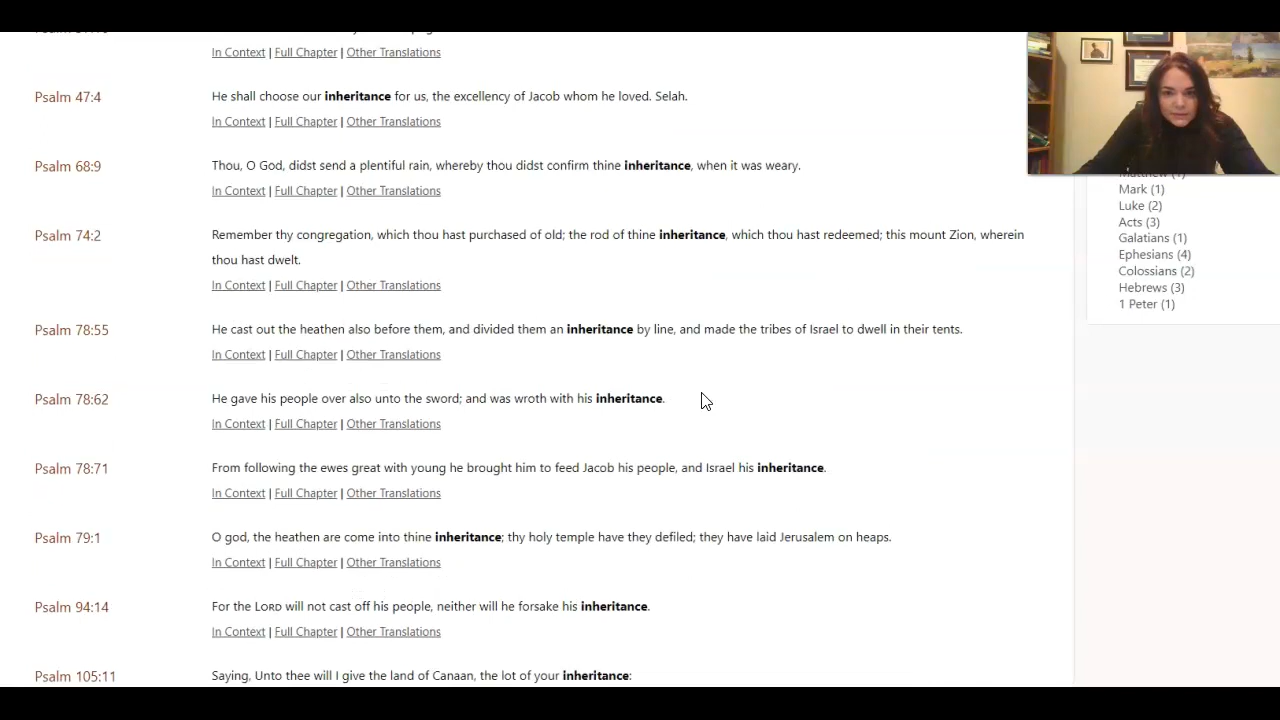 In Context | Full Chapter | Other Translations
Psalm 47:4
He shall choose our inheritance for us, the excellency of Jacob whom he loved. Selah.
In Context | Full Chapter | Other Translations
Psalm 68:9
Thou, O God, didst send a plentiful rain, whereby thou didst confirm thine inheritance, when it was weary.
In Context | Full Chapter | Other Translations
Psalm 74:2
Remember thy congregation, which thou hast purchased of old; the rod of thine inheritance, which thou hast redeemed; this mount Zion, wherein
thou hast dwelt.
In Context | Full Chapter | Other Translations
Psalm 78:55
He cast out the heathen also before them, and divided them an inheritance by line, and made the tribes of Israel to dwell in their tents.
In Context | Full Chapter | Other Translations
Psalm 78:62
He gave his people over also unto the sword; and was wroth with his inheritance.
In Context | Full Chapter | Other Translations
Psalm 78:71
From following the ewes great with young he brought him to feed Jacob his people, and Israel his inheritance.
In Context | Full Chapter | Other Translations
Psalm 79:1
O god, the heathen are come into thine inheritance; thy holy temple have they defiled; they have laid Jerusalem on heaps.
In Context | Full Chapter | Other Translations
Psalm 94:14
For the LORD will not cast off his people, neither will he forsake his inheritance.
In Context | Full Chapter | Other Translations
Psalm 105:11
Saying, Unto thee will I give the land of Canaan, the lot of your inheritance:
Mark (1)
Luke (2)
Acts (3)
Galatians (1)
Ephesians (4)
Colossians (2)
Hebrews (3)
1 Peter (1)